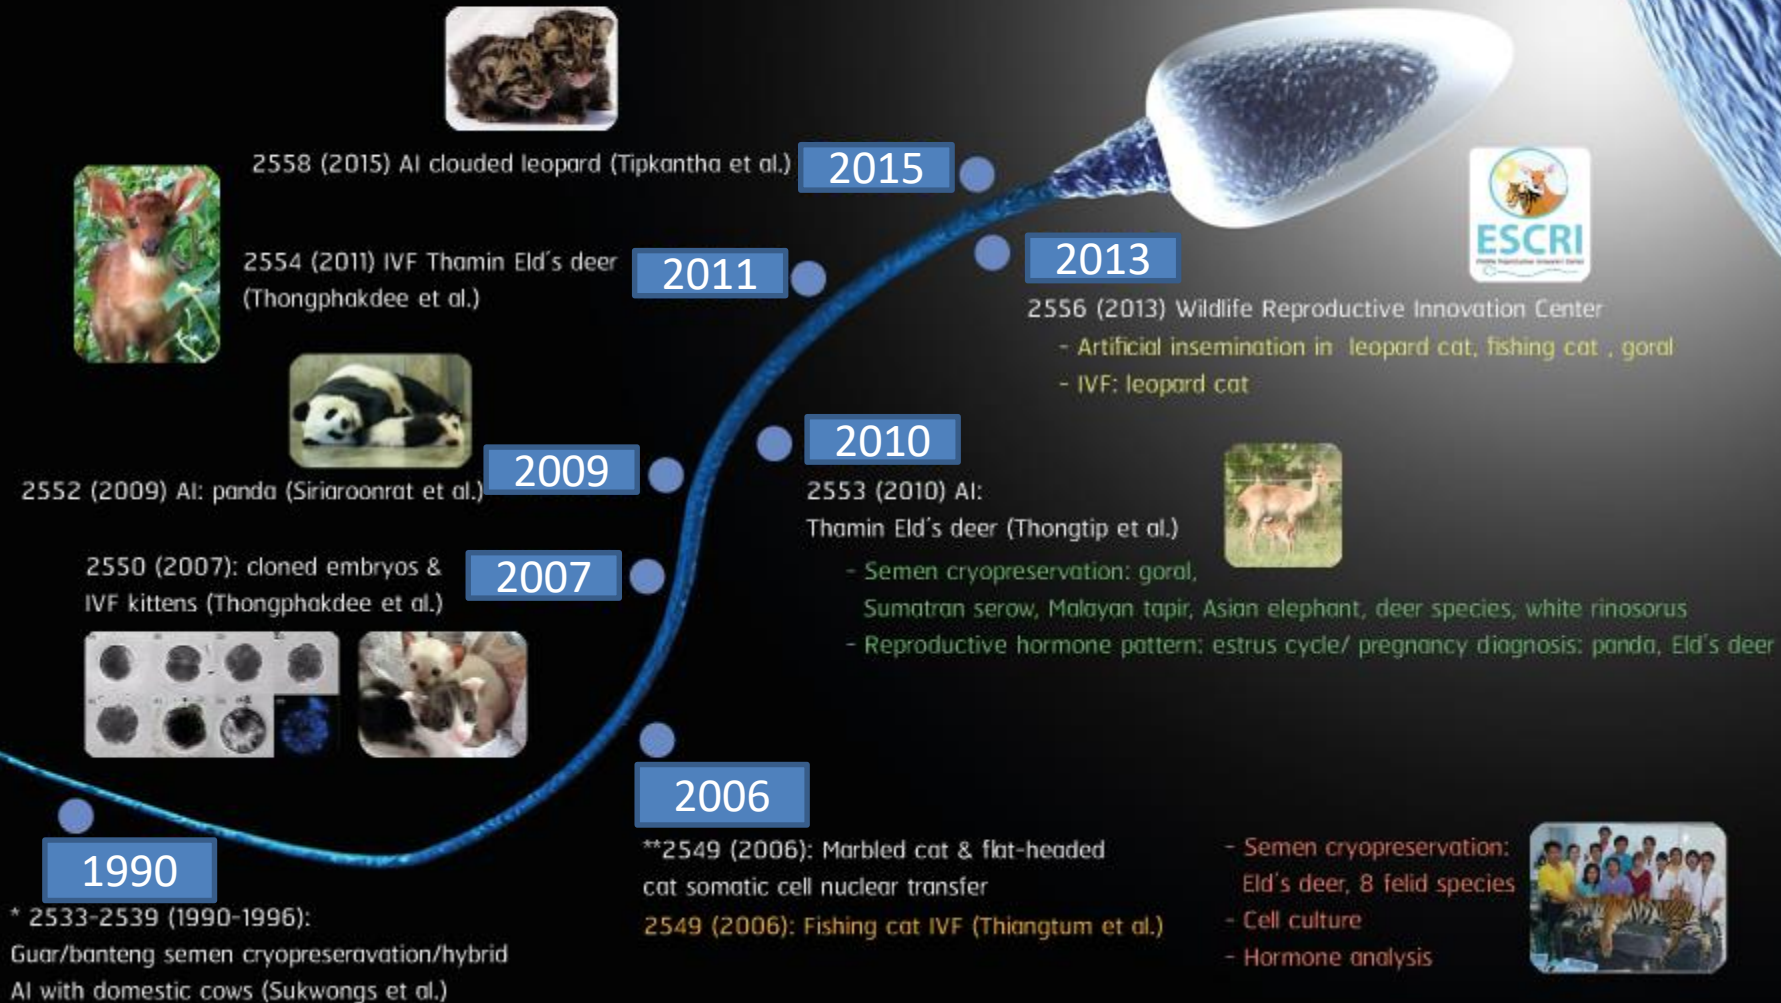 2558 (2015) AI clouded leopard (Tipkantha et al.)
2015
2554 (2011) IVF Thamin Eld's deer
(Thongphakdee et al.)
2011
2013
ESCRI
2556 (2013) Wildlife Reproductive Innovation Center
- Artificial insemination in leopard cat, fishing cat , goral
- IVF: leopard cat
2009
2552 (2009) AI: panda (Siriaroonrat et al.)
2010
2553 (2010) AI:
Thamin Eld's deer (Thongtip et al.)
- Semen cryopreservation: goral,
Sumatran serow, Malayan tapir, Asian elephant, deer species, white rinosorus
- Reproductive hormone pattern: estrus cycle/ pregnancy diagnosis: panda, Eld's deer
2550 (2007): cloned embryos &
IVF kittens (Thongphakdee et al.)
2007
2006
**2549 (2006): Marbled cat & flat-headed
cat somatic cell nuclear transfer
2549 (2006): Fishing cat IVF (Thiangtum et al.)
- Semen cryopreservation:
Eld's deer, 8 felid species
- Cell culture
- Hormone analysis
1990
* 2533-2539 (1990-1996):
Guar/banteng semen cryopreseravation/hybrid
AI with domestic cows (Sukwongs et al.)